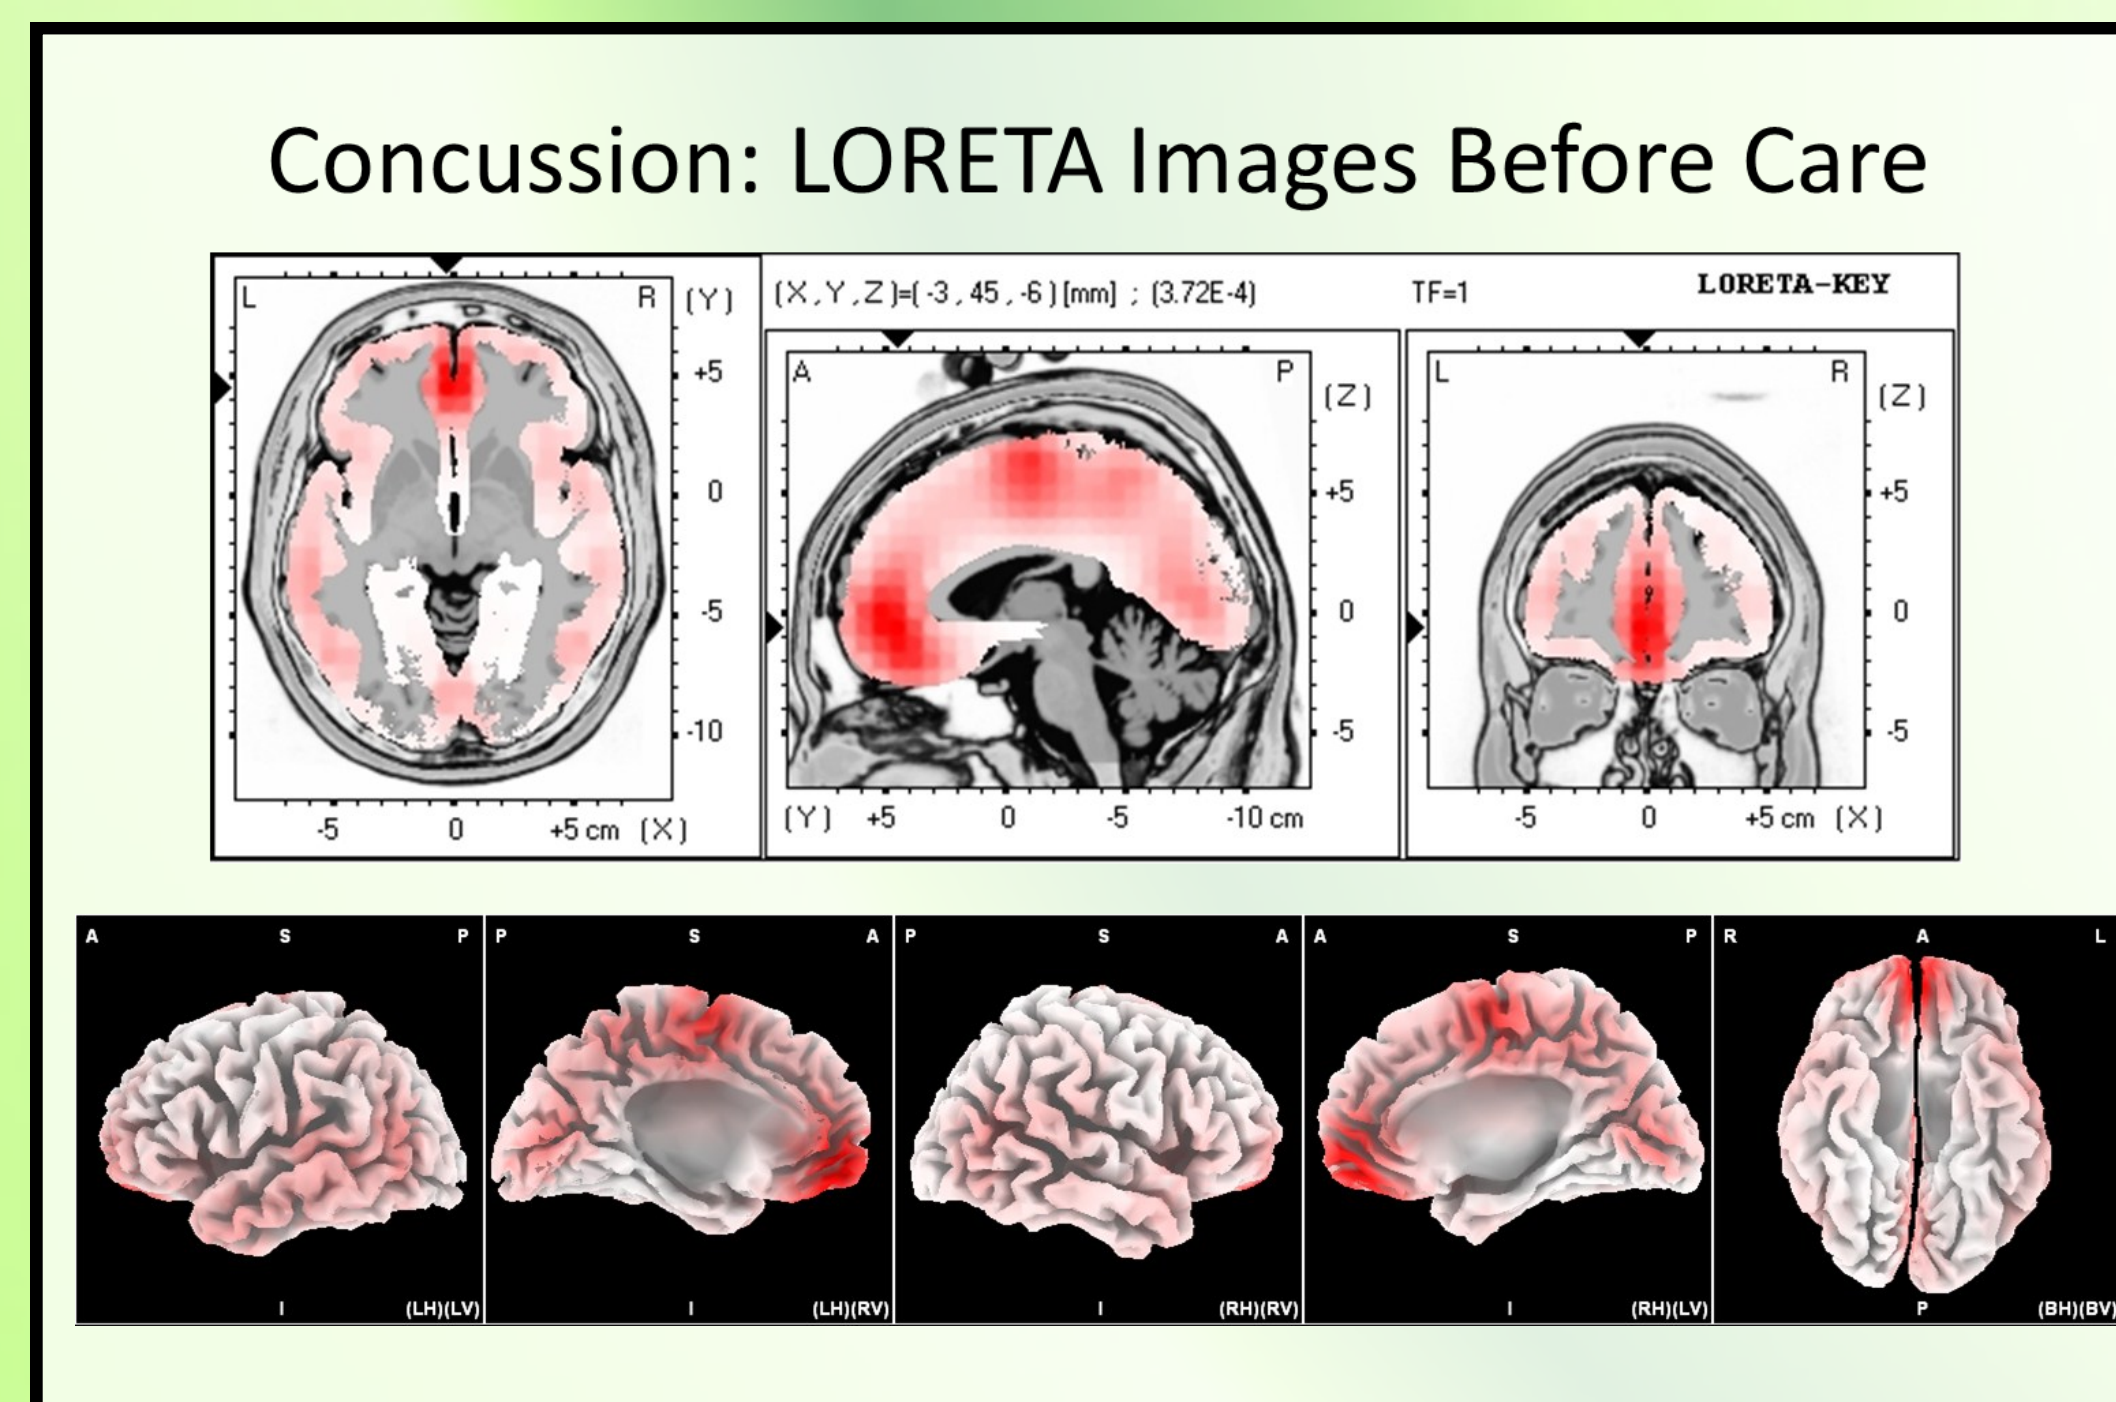 Concussion: LORETA Images Before Care
L R (Y)
+5
0
-5
-10
-5 0 +5 cm (X)
(X,Y,Z)=(-3,45,-6)[mm] ; (3.72E-4) TF=1 LORETA-KEY
A P (Z)
+5
0
-5
(Y) +5 0 -5 -10 cm
L R (Z)
+5
0
-5
-5 0 +5 cm (X)
A S P
I (LH)(LV)
P S A
I (LH)(RV)
P S A
I (RH)(RV)
A S P
I (RH)(LV)
R A L
P (BH)(BV)